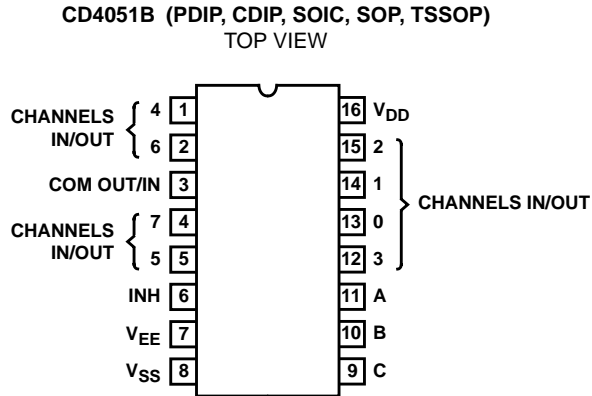 CD4051B (PDIP, CDIP, SOIC, SOP, TSSOP)
TOP VIEW
CHANNELS IN/OUT
4 1
6 2
COM OUT/IN 3
CHANNELS IN/OUT
7 4
5 5
INH 6
VEE 7
VSS 8
16 VDD
15 2
14 1
13 0
12 3
CHANNELS IN/OUT
11 A
10 B
9 C